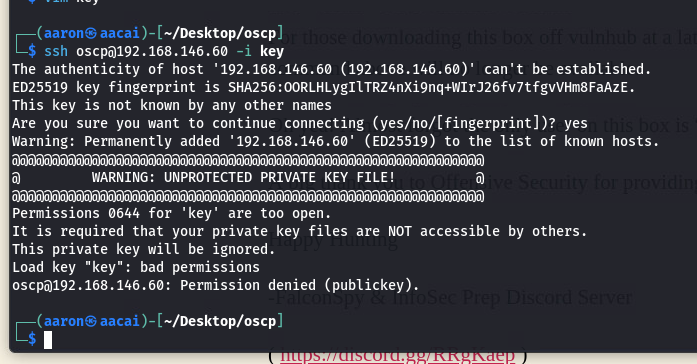 vim key
┌──(aaron㉿aacai)-[~/Desktop/oscp]
└─$ ssh oscp@192.168.146.60 -i key
The authenticity of host '192.168.146.60 (192.168.146.60)' can't be established.
ED25519 key fingerprint is SHA256:OORLHLygIlTRZ4nXi9nq+WIrJ26fv7tfgvVHm8FaAzE.
This key is not known by any other names
Are you sure you want to continue connecting (yes/no/[fingerprint])? yes
Warning: Permanently added '192.168.146.60' (ED25519) to the list of known hosts.
@@@@@@@@@@@@@@@@@@@@@@@@@@@@@@@@@@@@@@@@@@@@@@@@@@@@@@@@@@@
@         WARNING: UNPROTECTED PRIVATE KEY FILE!          @
@@@@@@@@@@@@@@@@@@@@@@@@@@@@@@@@@@@@@@@@@@@@@@@@@@@@@@@@@@@
Permissions 0644 for 'key' are too open.
It is required that your private key files are NOT accessible by others.
This private key will be ignored.
Load key "key": bad permissions
oscp@192.168.146.60: Permission denied (publickey).
┌──(aaron㉿aacai)-[~/Desktop/oscp]
└─$
or those downloading this box off vulnhub at a lat
on this box is
you to Offensive Security for providin
Happy Hunting
-FalconSpy & InfoSec Prep Discord Server
( https://discord.gg/RRgKaep )